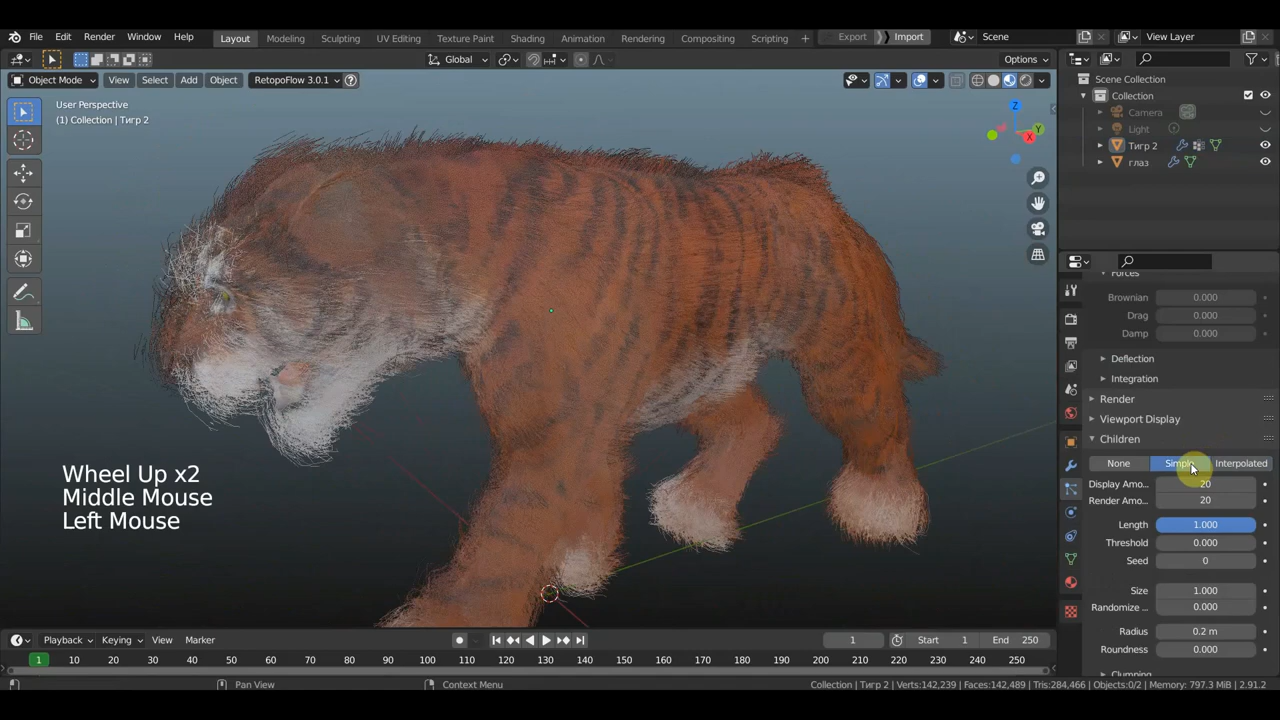 File Edit Render Window Help Layout Modeling Sculpting UV Editing Texture Paint Shading Animation Rendering Compositing Scripting + Export Import Scene View Layer
Global Options
Object Mode View Select Add Object RetopoFlow 3.0.1
Scene Collection
Collection
Camera
Light
Тигр 2
глаз
User Perspective
(1) Collection | Тигр 2
Z
Y
X
Forces
Brownian 0.000
Drag 0.000
Damp 0.000
Deflection
Integration
Render
Viewport Display
Children
None Simple Interpolated
Display Amo... 20
Render Amo... 20
Length 1.000
Threshold 0.000
Seed 0
Size 1.000
Randomize ... 0.000
Radius 0.2 m
Roundness 0.000
Clumping
Wheel Up x2
Middle Mouse
Left Mouse
Playback Keying View Marker 1 Start 1 End 250
1 10 20 30 40 50 60 70 80 90 100 110 120 130 140 150 160 170 180 190 200 210 220 230 240 250
Pan View Context Menu Collection | Тигр 2 | Verts:142,239 | Faces:142,489 | Tris:284,466 | Objects:0/2 | Memory: 797.3 MiB | 2.91.2